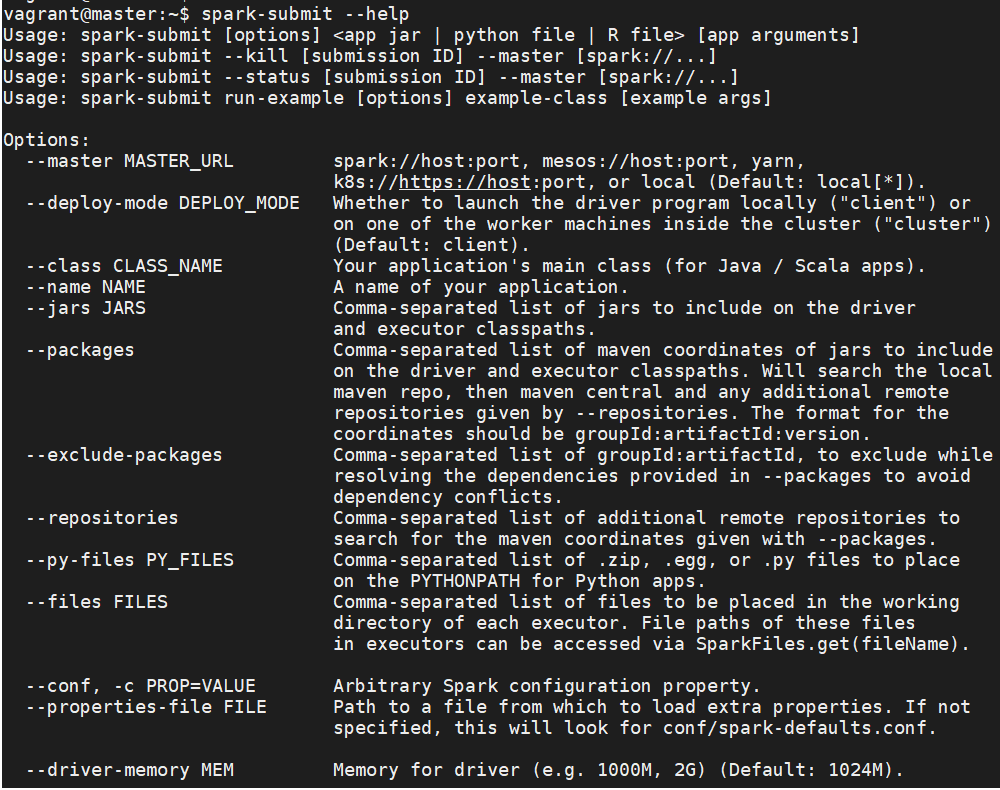 vagrant@master:~$ spark-submit --help
Usage: spark-submit [options] <app jar | python file | R file> [app arguments]
Usage: spark-submit --kill [submission ID] --master [spark://...]
Usage: spark-submit --status [submission ID] --master [spark://...]
Usage: spark-submit run-example [options] example-class [example args]

Options:
  --master MASTER_URL         spark://host:port, mesos://host:port, yarn,
                              k8s://https://host:port, or local (Default: local[*]).
  --deploy-mode DEPLOY_MODE   Whether to launch the driver program locally ("client") or
                              on one of the worker machines inside the cluster ("cluster")
                              (Default: client).
  --class CLASS_NAME          Your application's main class (for Java / Scala apps).
  --name NAME                 A name of your application.
  --jars JARS                 Comma-separated list of jars to include on the driver
                              and executor classpaths.
  --packages                  Comma-separated list of maven coordinates of jars to include
                              on the driver and executor classpaths. Will search the local
                              maven repo, then maven central and any additional remote
                              repositories given by --repositories. The format for the
                              coordinates should be groupId:artifactId:version.
  --exclude-packages          Comma-separated list of groupId:artifactId, to exclude while
                              resolving the dependencies provided in --packages to avoid
                              dependency conflicts.
  --repositories              Comma-separated list of additional remote repositories to
                              search for the maven coordinates given with --packages.
  --py-files PY_FILES         Comma-separated list of .zip, .egg, or .py files to place
                              on the PYTHONPATH for Python apps.
  --files FILES               Comma-separated list of files to be placed in the working
                              directory of each executor. File paths of these files
                              in executors can be accessed via SparkFiles.get(fileName).

  --conf, -c PROP=VALUE       Arbitrary Spark configuration property.
  --properties-file FILE      Path to a file from which to load extra properties. If not
                              specified, this will look for conf/spark-defaults.conf.

  --driver-memory MEM         Memory for driver (e.g. 1000M, 2G) (Default: 1024M).